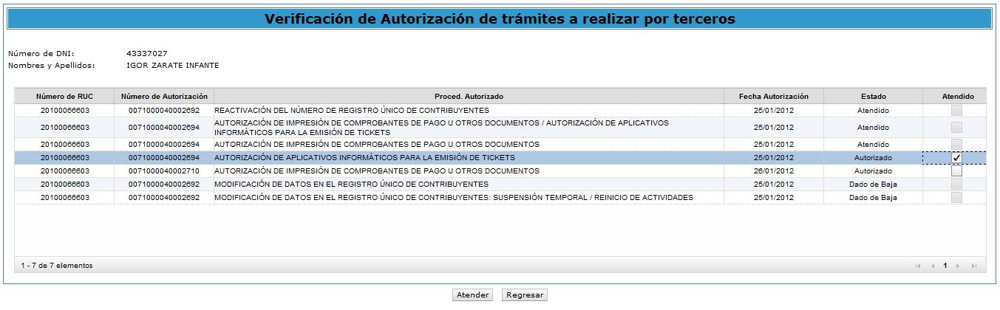 Verificación de Autorización de trámites a realizar por terceros
Número de DNI: 43337027
Nombres y Apellidos: IGOR ZARATE INFANTE
Número de RUC Número de Autorización Proced. Autorizado Fecha Autorización Estado Atendido
20100066603 0071000040002692 REACTIVACIÓN DEL NÚMERO DE REGISTRO ÚNICO DE CONTRIBUYENTES 25/01/2012 Atendido
20100066603 0071000040002694 AUTORIZACIÓN DE IMPRESIÓN DE COMPROBANTES DE PAGO U OTROS DOCUMENTOS / AUTORIZACIÓN DE APLICATIVOS INFORMÁTICOS PARA LA EMISIÓN DE TICKETS 25/01/2012 Atendido
20100066603 0071000040002694 AUTORIZACIÓN DE IMPRESIÓN DE COMPROBANTES DE PAGO U OTROS DOCUMENTOS 25/01/2012 Atendido
20100066603 0071000040002694 AUTORIZACIÓN DE APLICATIVOS INFORMÁTICOS PARA LA EMISIÓN DE TICKETS 25/01/2012 Autorizado
20100066603 0071000040002710 AUTORIZACIÓN DE IMPRESIÓN DE COMPROBANTES DE PAGO U OTROS DOCUMENTOS 26/01/2012 Autorizado
20100066603 0071000040002692 MODIFICACIÓN DE DATOS EN EL REGISTRO ÚNICO DE CONTRIBUYENTES 25/01/2012 Dado de Baja
20100066603 0071000040002692 MODIFICACIÓN DE DATOS EN EL REGISTRO ÚNICO DE CONTRIBUYENTES: SUSPENSIÓN TEMPORAL / REINICIO DE ACTIVIDADES 25/01/2012 Dado de Baja
1 - 7 de 7 elementos 1
Atender Regresar